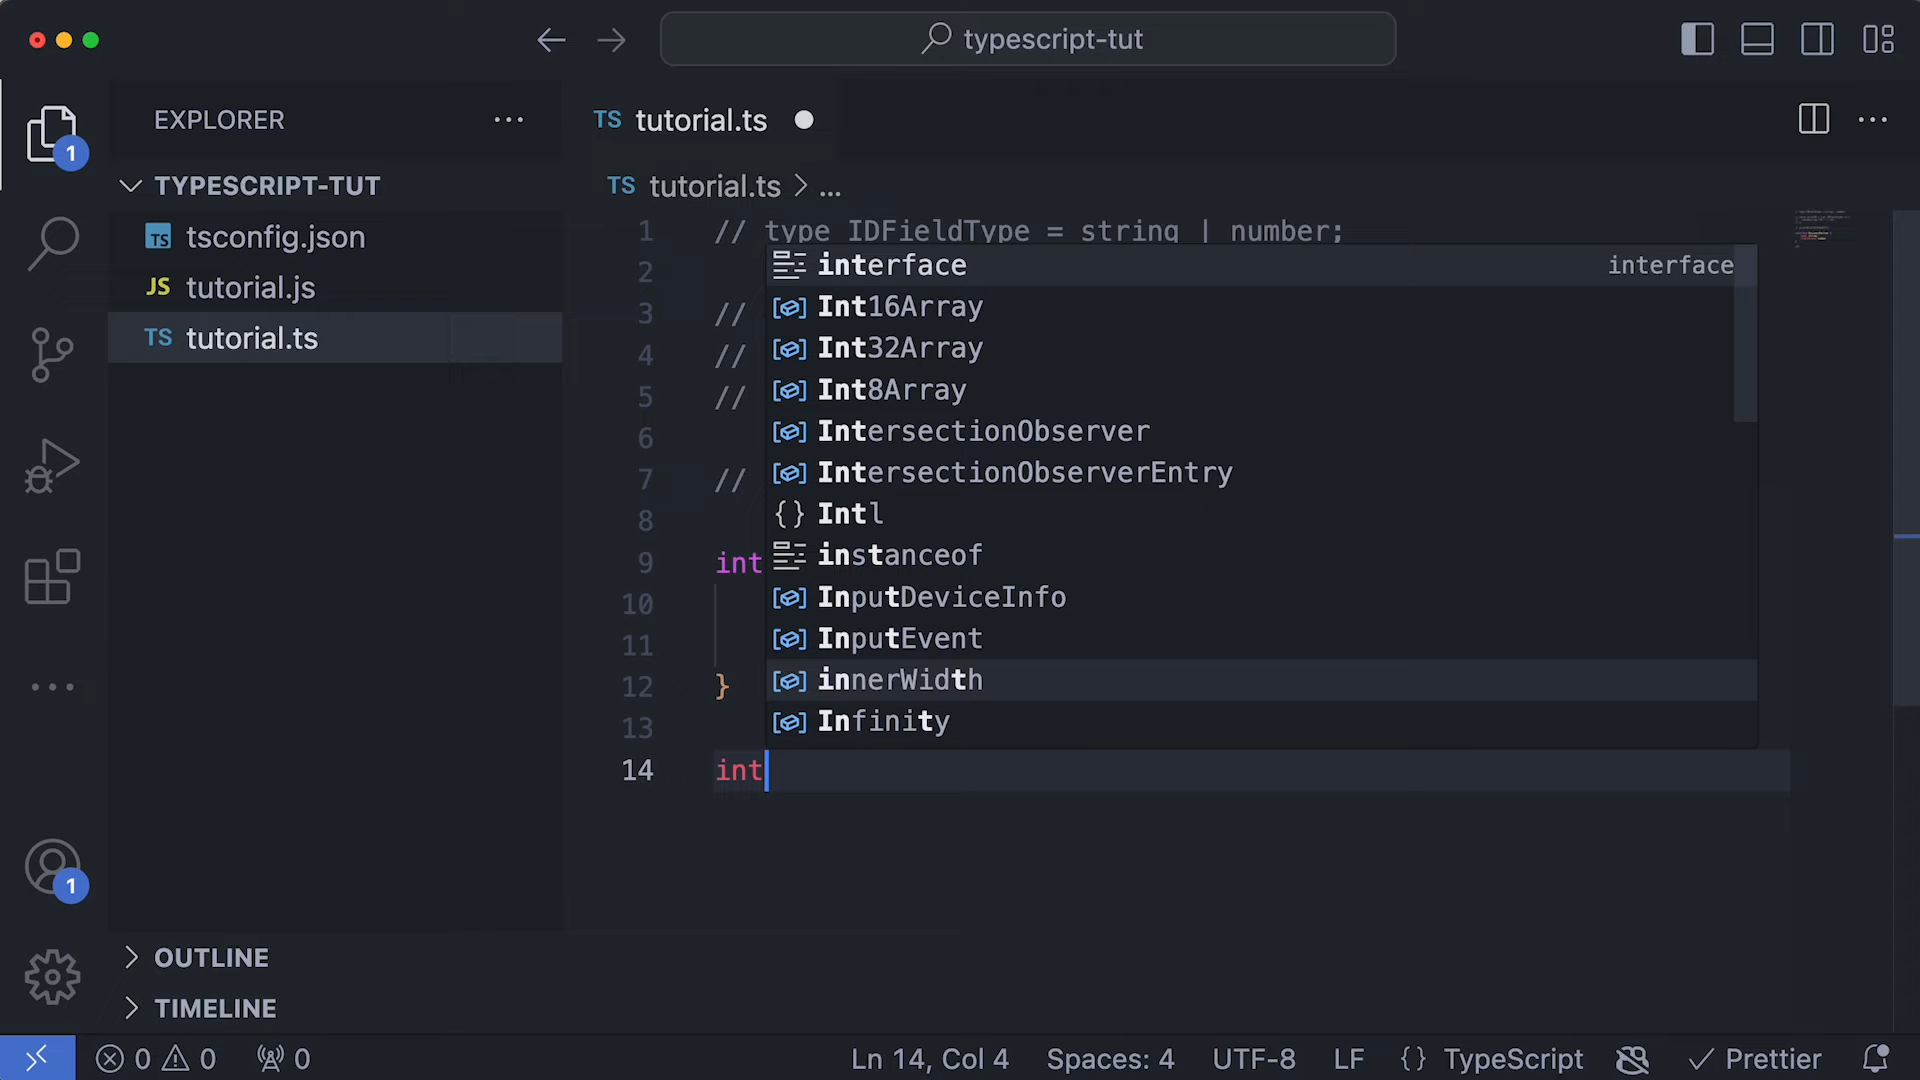 typescript-tut
EXPLORER
TS tutorial.ts
1
TYPESCRIPT-TUT
TS tutorial.ts > ...
TS tsconfig.json
JS tutorial.js
TS tutorial.ts
1 // type IDFieldType = string | number;
2
3 //
4 //
5 //
6
7 //
8
9 int
10
11
12 }
13
14 int
interface interface
Int16Array
Int32Array
Int8Array
IntersectionObserver
IntersectionObserverEntry
{} Intl
instanceof
InputDeviceInfo
InputEvent
innerWidth
Infinity
1
OUTLINE
TIMELINE
0 0 0 Ln 14, Col 4 Spaces: 4 UTF-8 LF {} TypeScript Prettier